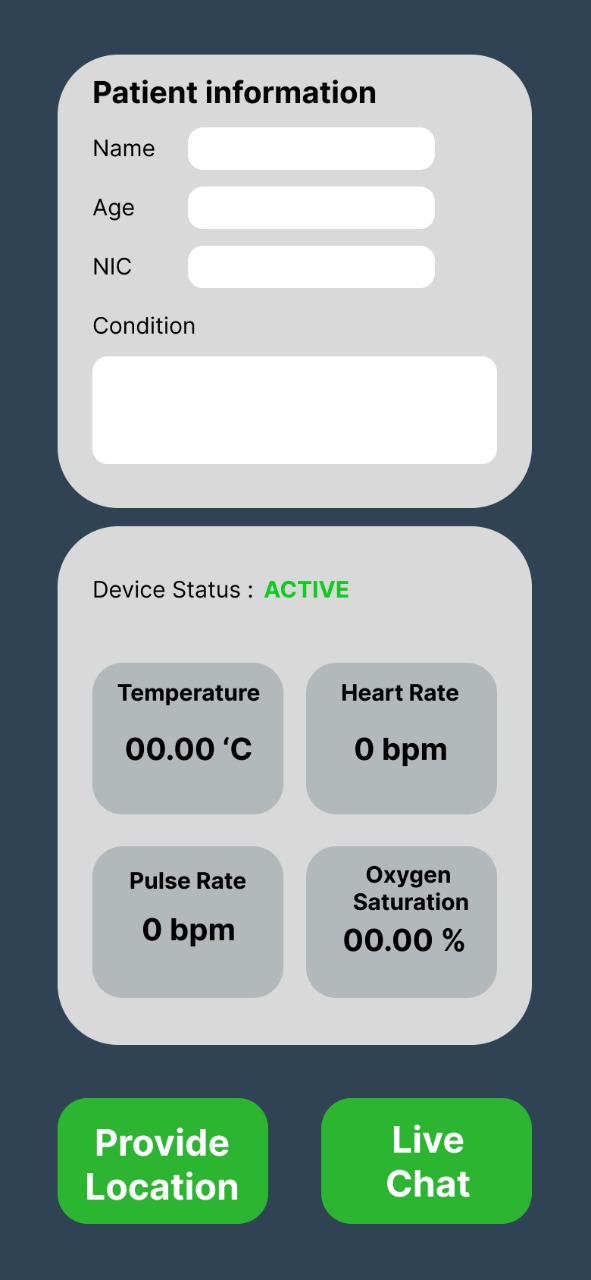 Patient information
Name
Age
NIC
Condition
Device Status : ACTIVE
Temperature
00.00 ‘C
Heart Rate
0 bpm
Pulse Rate
0 bpm
Oxygen
Saturation
00.00 %
Provide
Location
Live
Chat